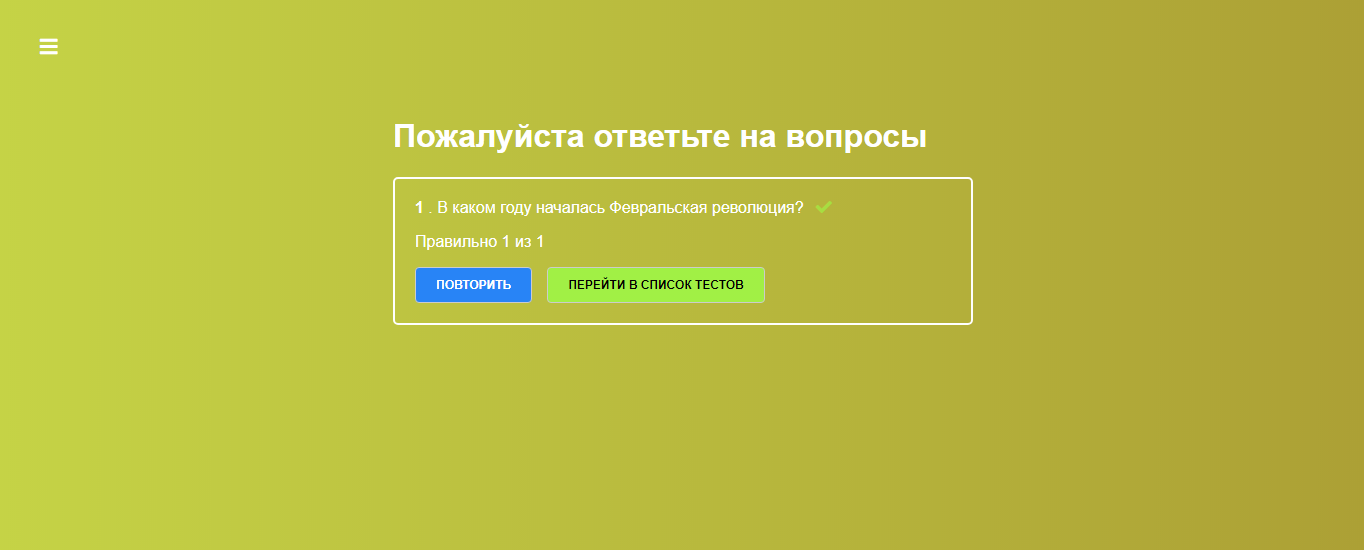 Пожалуйста ответьте на вопросы
1 . В каком году началась Февральская революция?
Правильно 1 из 1
ПОВТОРИТЬ ПЕРЕЙТИ В СПИСОК ТЕСТОВ